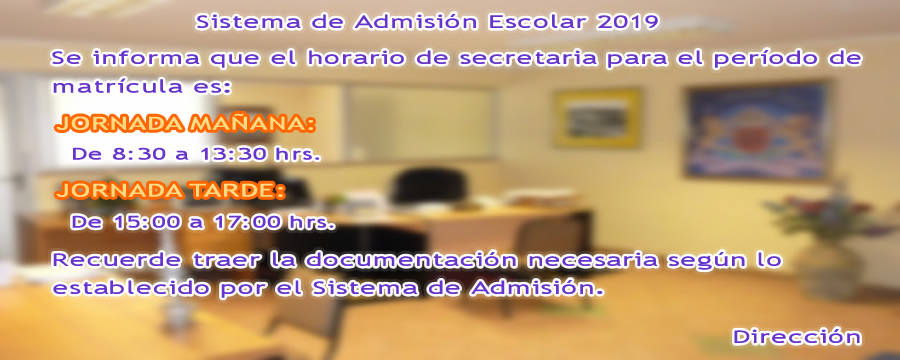 Sistema de Admisión Escolar 2019
Se informa que el horario de secretaria para el período de
matrícula es:
JORNADA MAÑANA:
De 8:30 a 13:30 hrs.
JORNADA TARDE:
De 15:00 a 17:00 hrs.
Recuerde traer la documentación necesaria según lo
establecido por el Sistema de Admisión.
Dirección